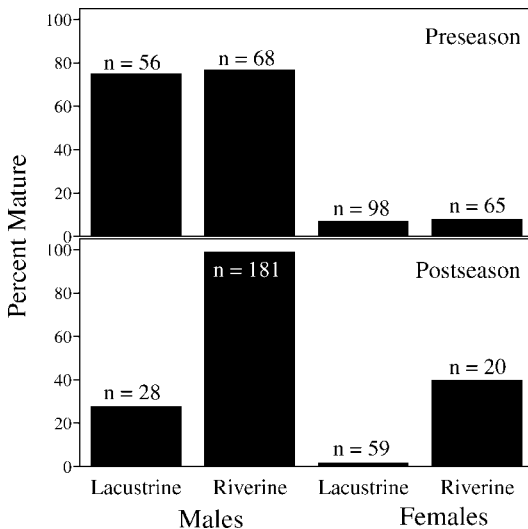 Percent Mature
100
80
60
40
20
0
n = 56
n = 68
Preseason
n = 98
n = 65
100
80
60
40
20
0
n = 28
n = 181
Postseason
n = 59
n = 20
Lacustrine Riverine Lacustrine Riverine
Males Females